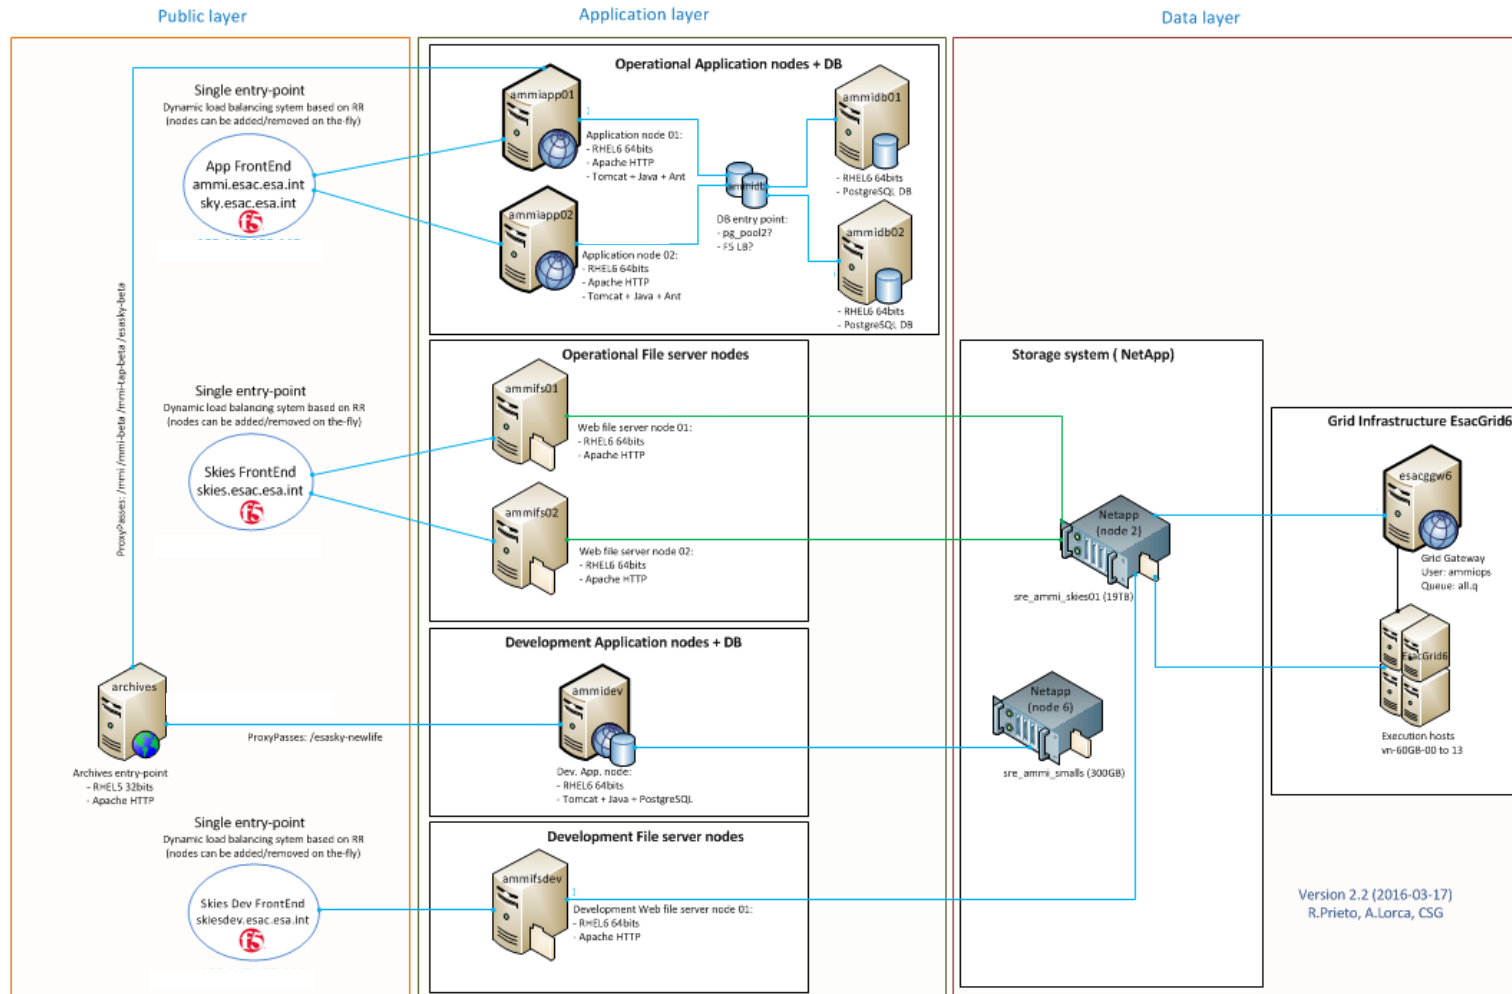 Public layer
Application layer
Data layer
Single entry-point
Dynamic load balancing sytem based on RR
(nodes can be added/removed on the-fly)
App FrontEnd
ammi.esac.esa.int
sky.esac.esa.int
f5
ProxyPasses: /mmi /mmi-beta /mmi-tap-beta /esasky-beta
Single entry-point
Dynamic load balancing sytem based on RR
(nodes can be added/removed on the-fly)
Skies FrontEnd
skies.esac.esa.int
f5
archives
Archives entry-point
- RHEL5 32bits
- Apache HTTP
ProxyPasses: /esasky-newlife
Single entry-point
Dynamic load balancing sytem based on RR
(nodes can be added/removed on the-fly)
Skies Dev FrontEnd
skiesdev.esac.esa.int
f5
Operational Application nodes + DB
ammiapp01
1
Application node 01:
- RHEL6 64bits
- Apache HTTP
- Tomcat + Java + Ant
ammiapp02
Application node 02:
- RHEL6 64bits
- Apache HTTP
- Tomcat + Java + Ant
ammidb
DB entry point:
- pg_pool2?
- F5 LB?
ammidb01
- RHEL6 64bits
- PostgreSQL DB
ammidb02
- RHEL6 64bits
- PostgreSQL DB
Operational File server nodes
ammifs01
Web file server node 01:
- RHEL6 64bits
- Apache HTTP
ammifs02
Web file server node 02:
- RHEL6 64bits
- Apache HTTP
Development Application nodes + DB
ammidev
Dev. App. node:
- RHEL6 64bits
- Tomcat + Java + PostgreSQL
Development File server nodes
ammifsdev
1
Development Web file server node 01:
- RHEL6 64bits
- Apache HTTP
Storage system ( NetApp)
Netapp
(node 2)
sre_ammi_skies01 (19TB)
Netapp
(node 6)
sre_ammi_smalls (300GB)
Grid Infrastructure EsacGrid6
esacggw6
Grid Gateway
User: ammiops
Queue: all.q
EsacGrid6
Execution hosts
vn-60GB-00 to 13
Version 2.2 (2016-03-17)
R.Prieto, A.Lorca, CSG